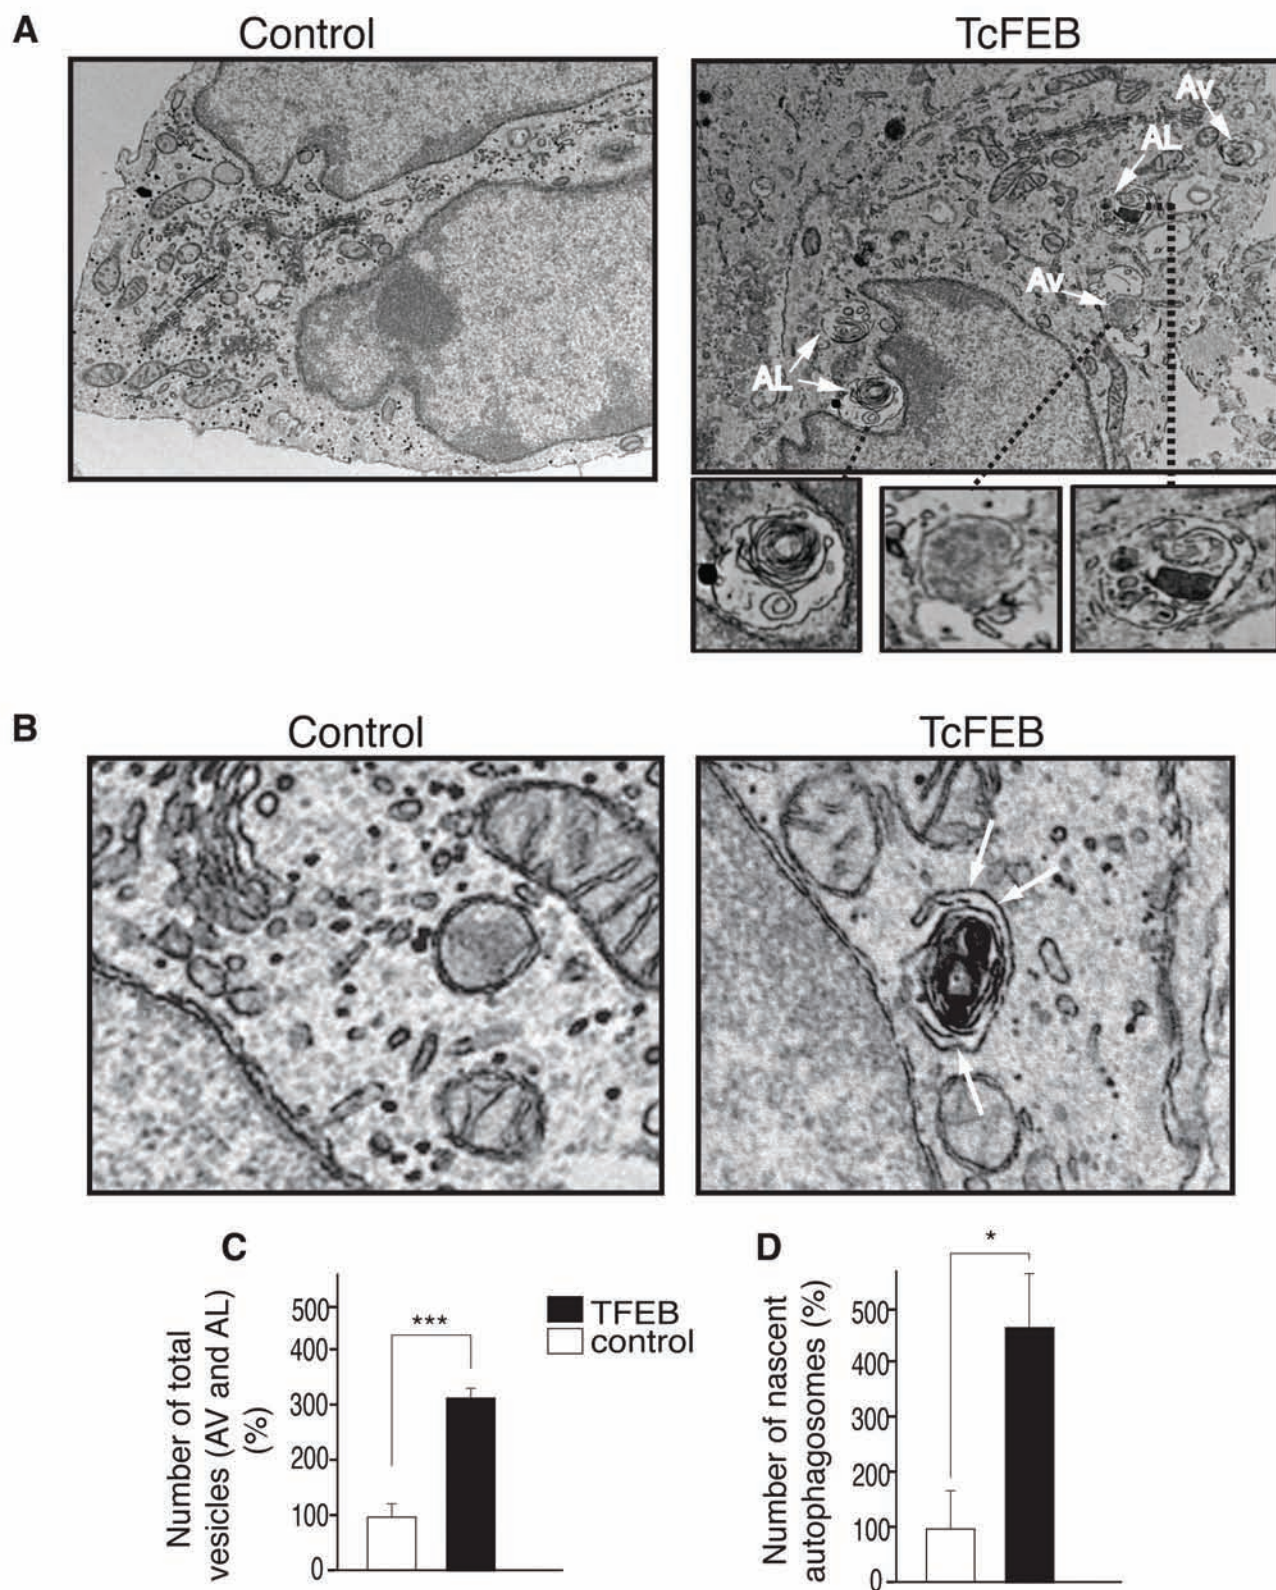 A
Control
TcFEB
Av
AL
Av
AL
B
Control
TcFEB
C
Number of total
vesicles (AV and AL)
(%)
500
400
300
200
100
0
***
TFEB
control
D
Number of nascent
autophagosomes (%)
500
400
300
200
100
0
*